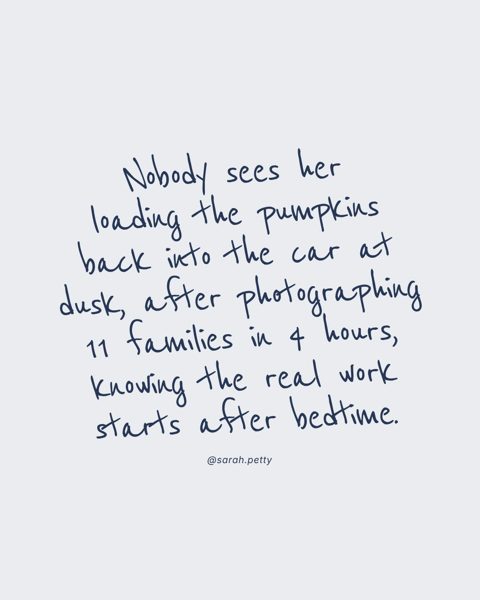 Nobody sees her
loading the pumpkins
back into the car at
dusk, after photographing
11 families in 4 hours,
knowing the real work
starts after bedtime.
@sarah.petty